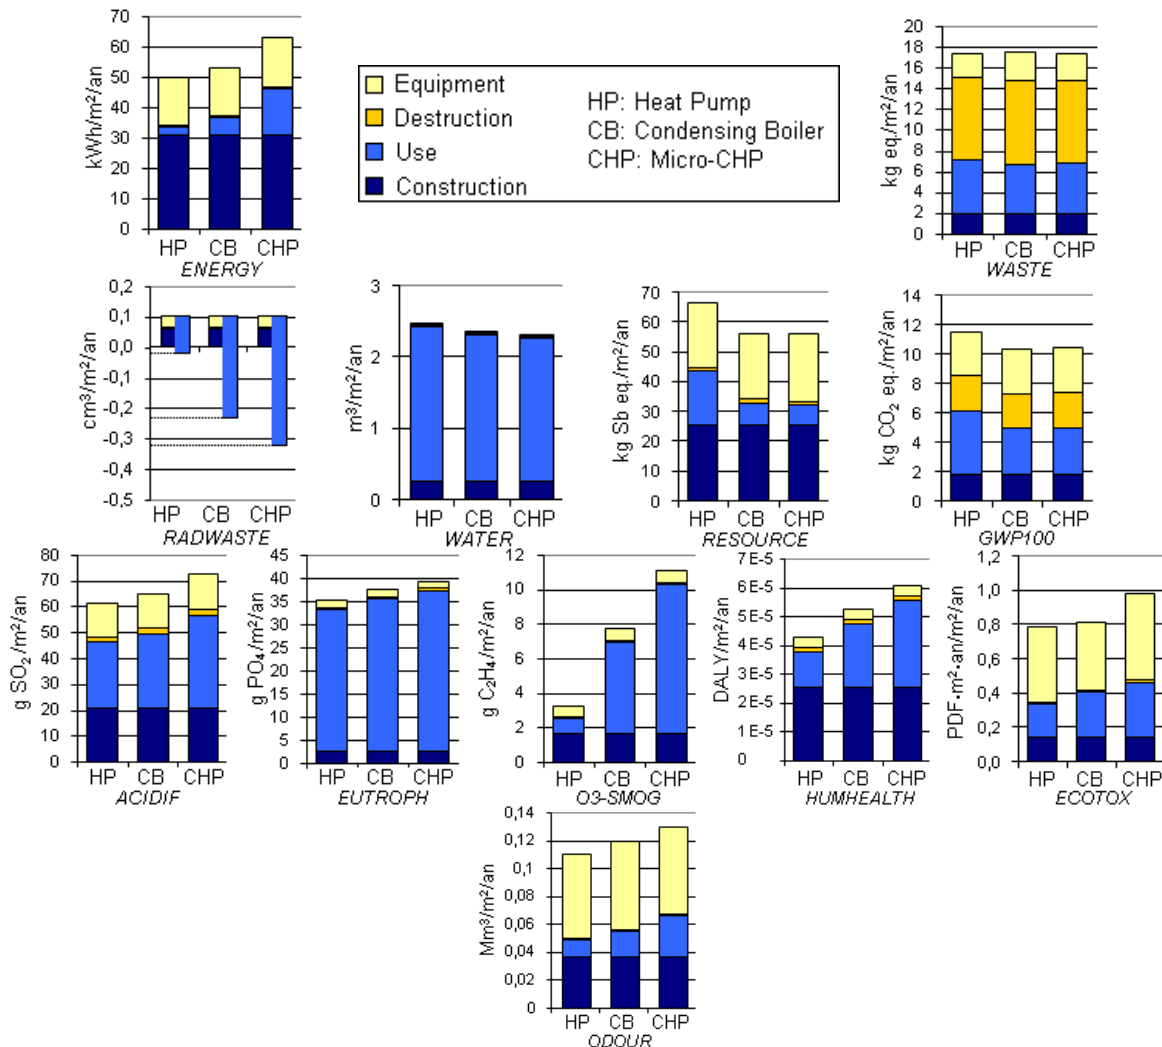 70
60
50
40
30
20
10
0
kWh/m²/an
HP CB CHP
ENERGY
Equipment
Destruction
Use
Construction
HP: Heat Pump
CB: Condensing Boiler
CHP: Micro-CHP
20
18
16
14
12
10
8
6
4
2
0
kg eq./m²/an
HP CB CHP
WASTE
0,2
0,1
0,0
-0,1
-0,2
-0,3
-0,4
-0,5
cm³/m²/an
HP CB CHP
RADWASTE
3
2
1
0
m³/m²/an
HP CB CHP
WATER
70
60
50
40
30
20
10
0
kg Sb eq./m²/an
HP CB CHP
RESOURCE
14
12
10
8
6
4
2
0
kg CO₂ eq./m²/an
HP CB CHP
GWP100
80
70
60
50
40
30
20
10
0
g SO₂/m²/an
HP CB CHP
ACIDIF
45
40
35
30
25
20
15
10
5
0
g PO₄/m²/an
HP CB CHP
EUTROPH
12
10
8
6
4
2
0
g C₂H₄/m²/an
HP CB CHP
O3-SMOG
7E-5
6E-5
5E-5
4E-5
3E-5
2E-5
1E-5
0
DALY/m²/an
HP CB CHP
HUMHEALTH
1,2
1,0
0,8
0,6
0,4
0,2
0,0
PDF·m²·an/m²/an
HP CB CHP
ECOTOX
0,14
0,12
0,1
0,08
0,06
0,04
0,02
0
Mm³/m²/an
HP CB CHP
ODOUR